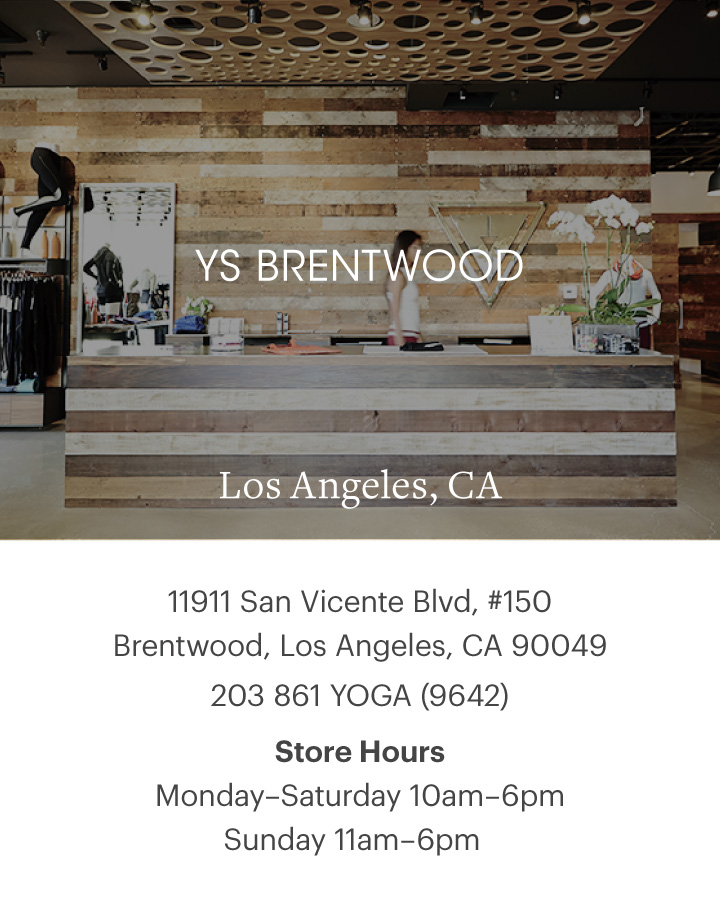 YS BRENTWOOD
Los Angeles, CA
11911 San Vicente Blvd, #150
Brentwood, Los Angeles, CA 90049
203 861 YOGA (9642)
Store Hours
Monday–Saturday 10am–6pm
Sunday 11am–6pm